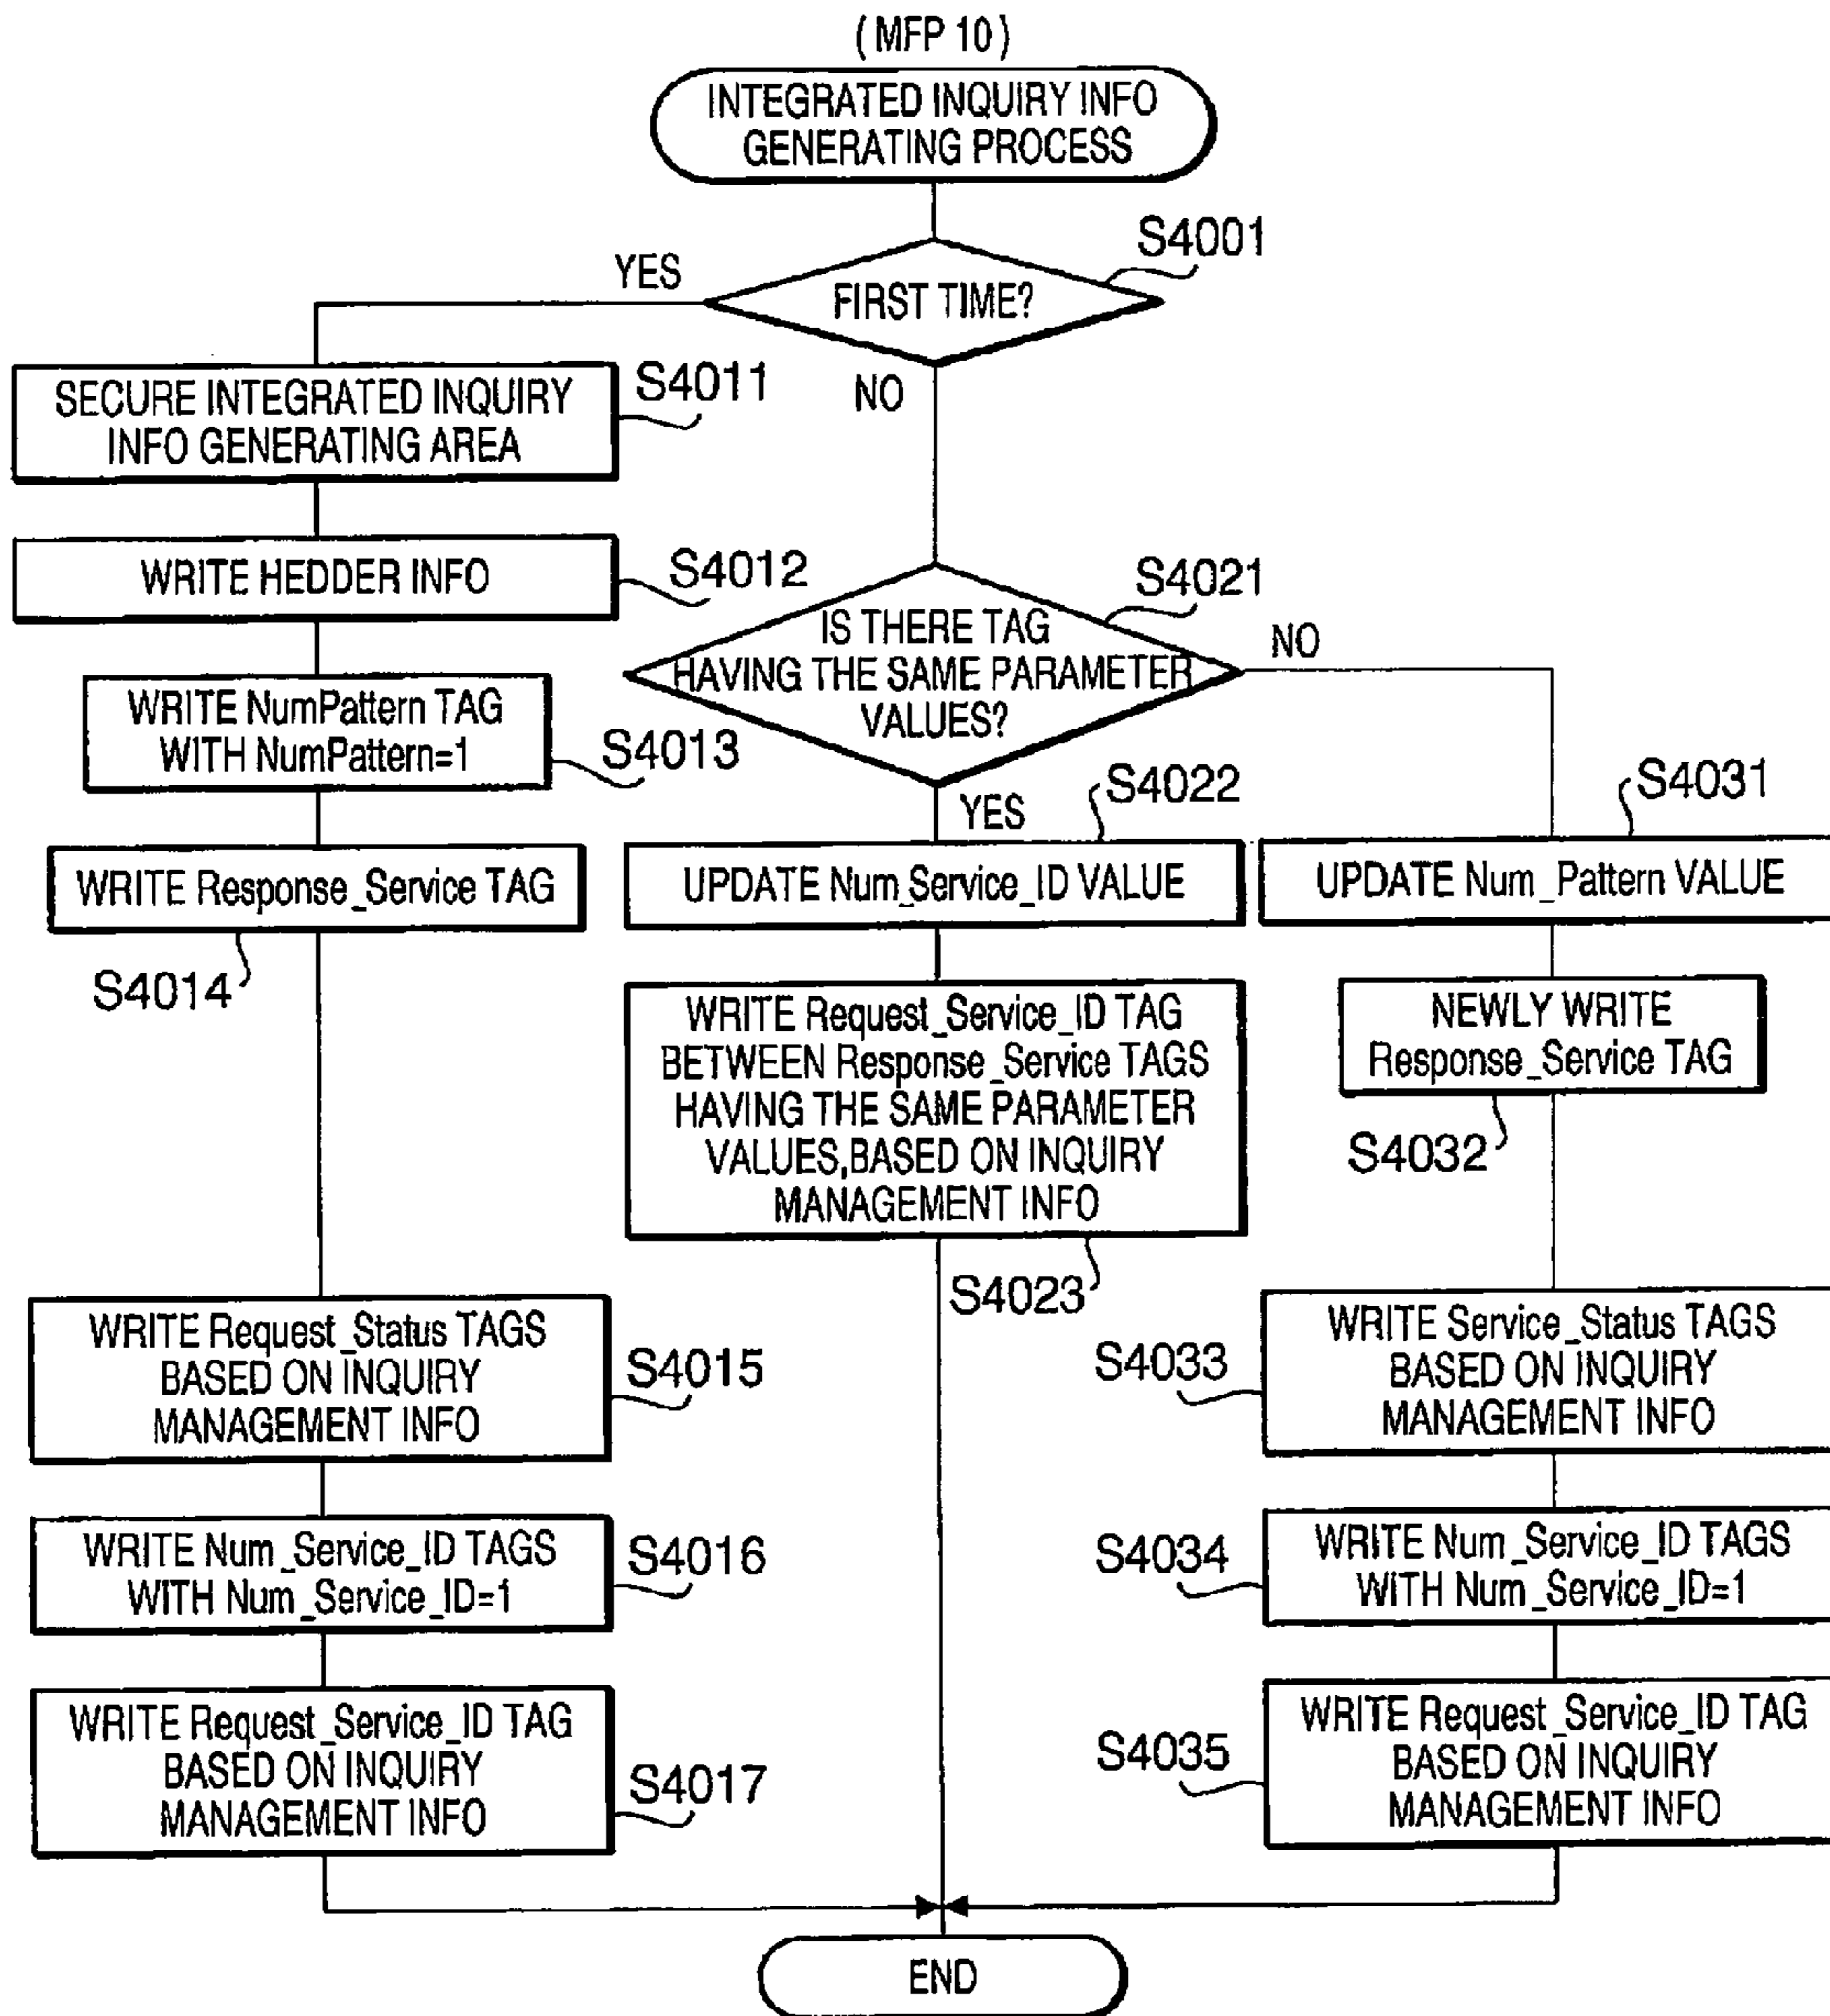 (MFP 10)
INTEGRATED INQUIRY INFO
GENERATING PROCESS
S4001
YES
FIRST TIME?
NO
SECURE INTEGRATED INQUIRY
INFO GENERATING AREA
S4011
WRITE HEDDER INFO
S4012
WRITE NumPattern TAG
WITH NumPattern=1
S4013
WRITE Response_Service TAG
S4014
WRITE Request_Status TAGS
BASED ON INQUIRY
MANAGEMENT INFO
S4015
WRITE Num_Service_ID TAGS
WITH Num_Service_ID=1
S4016
WRITE Request_Service_ID TAG
BASED ON INQUIRY
MANAGEMENT INFO
S4017
S4021
IS THERE TAG
HAVING THE SAME PARAMETER
VALUES?
NO
YES
S4022
UPDATE Num_Service_ID VALUE
WRITE Request_Service_ID TAG
BETWEEN Response_Service TAGS
HAVING THE SAME PARAMETER
VALUES,BASED ON INQUIRY
MANAGEMENT INFO
S4023
S4031
UPDATE Num_Pattern VALUE
NEWLY WRITE
Response_Service TAG
S4032
WRITE Service_Status TAGS
BASED ON INQUIRY
MANAGEMENT INFO
S4033
WRITE Num_Service_ID TAGS
WITH Num_Service_ID=1
S4034
WRITE Request_Service_ID TAG
BASED ON INQUIRY
MANAGEMENT INFO
S4035
END